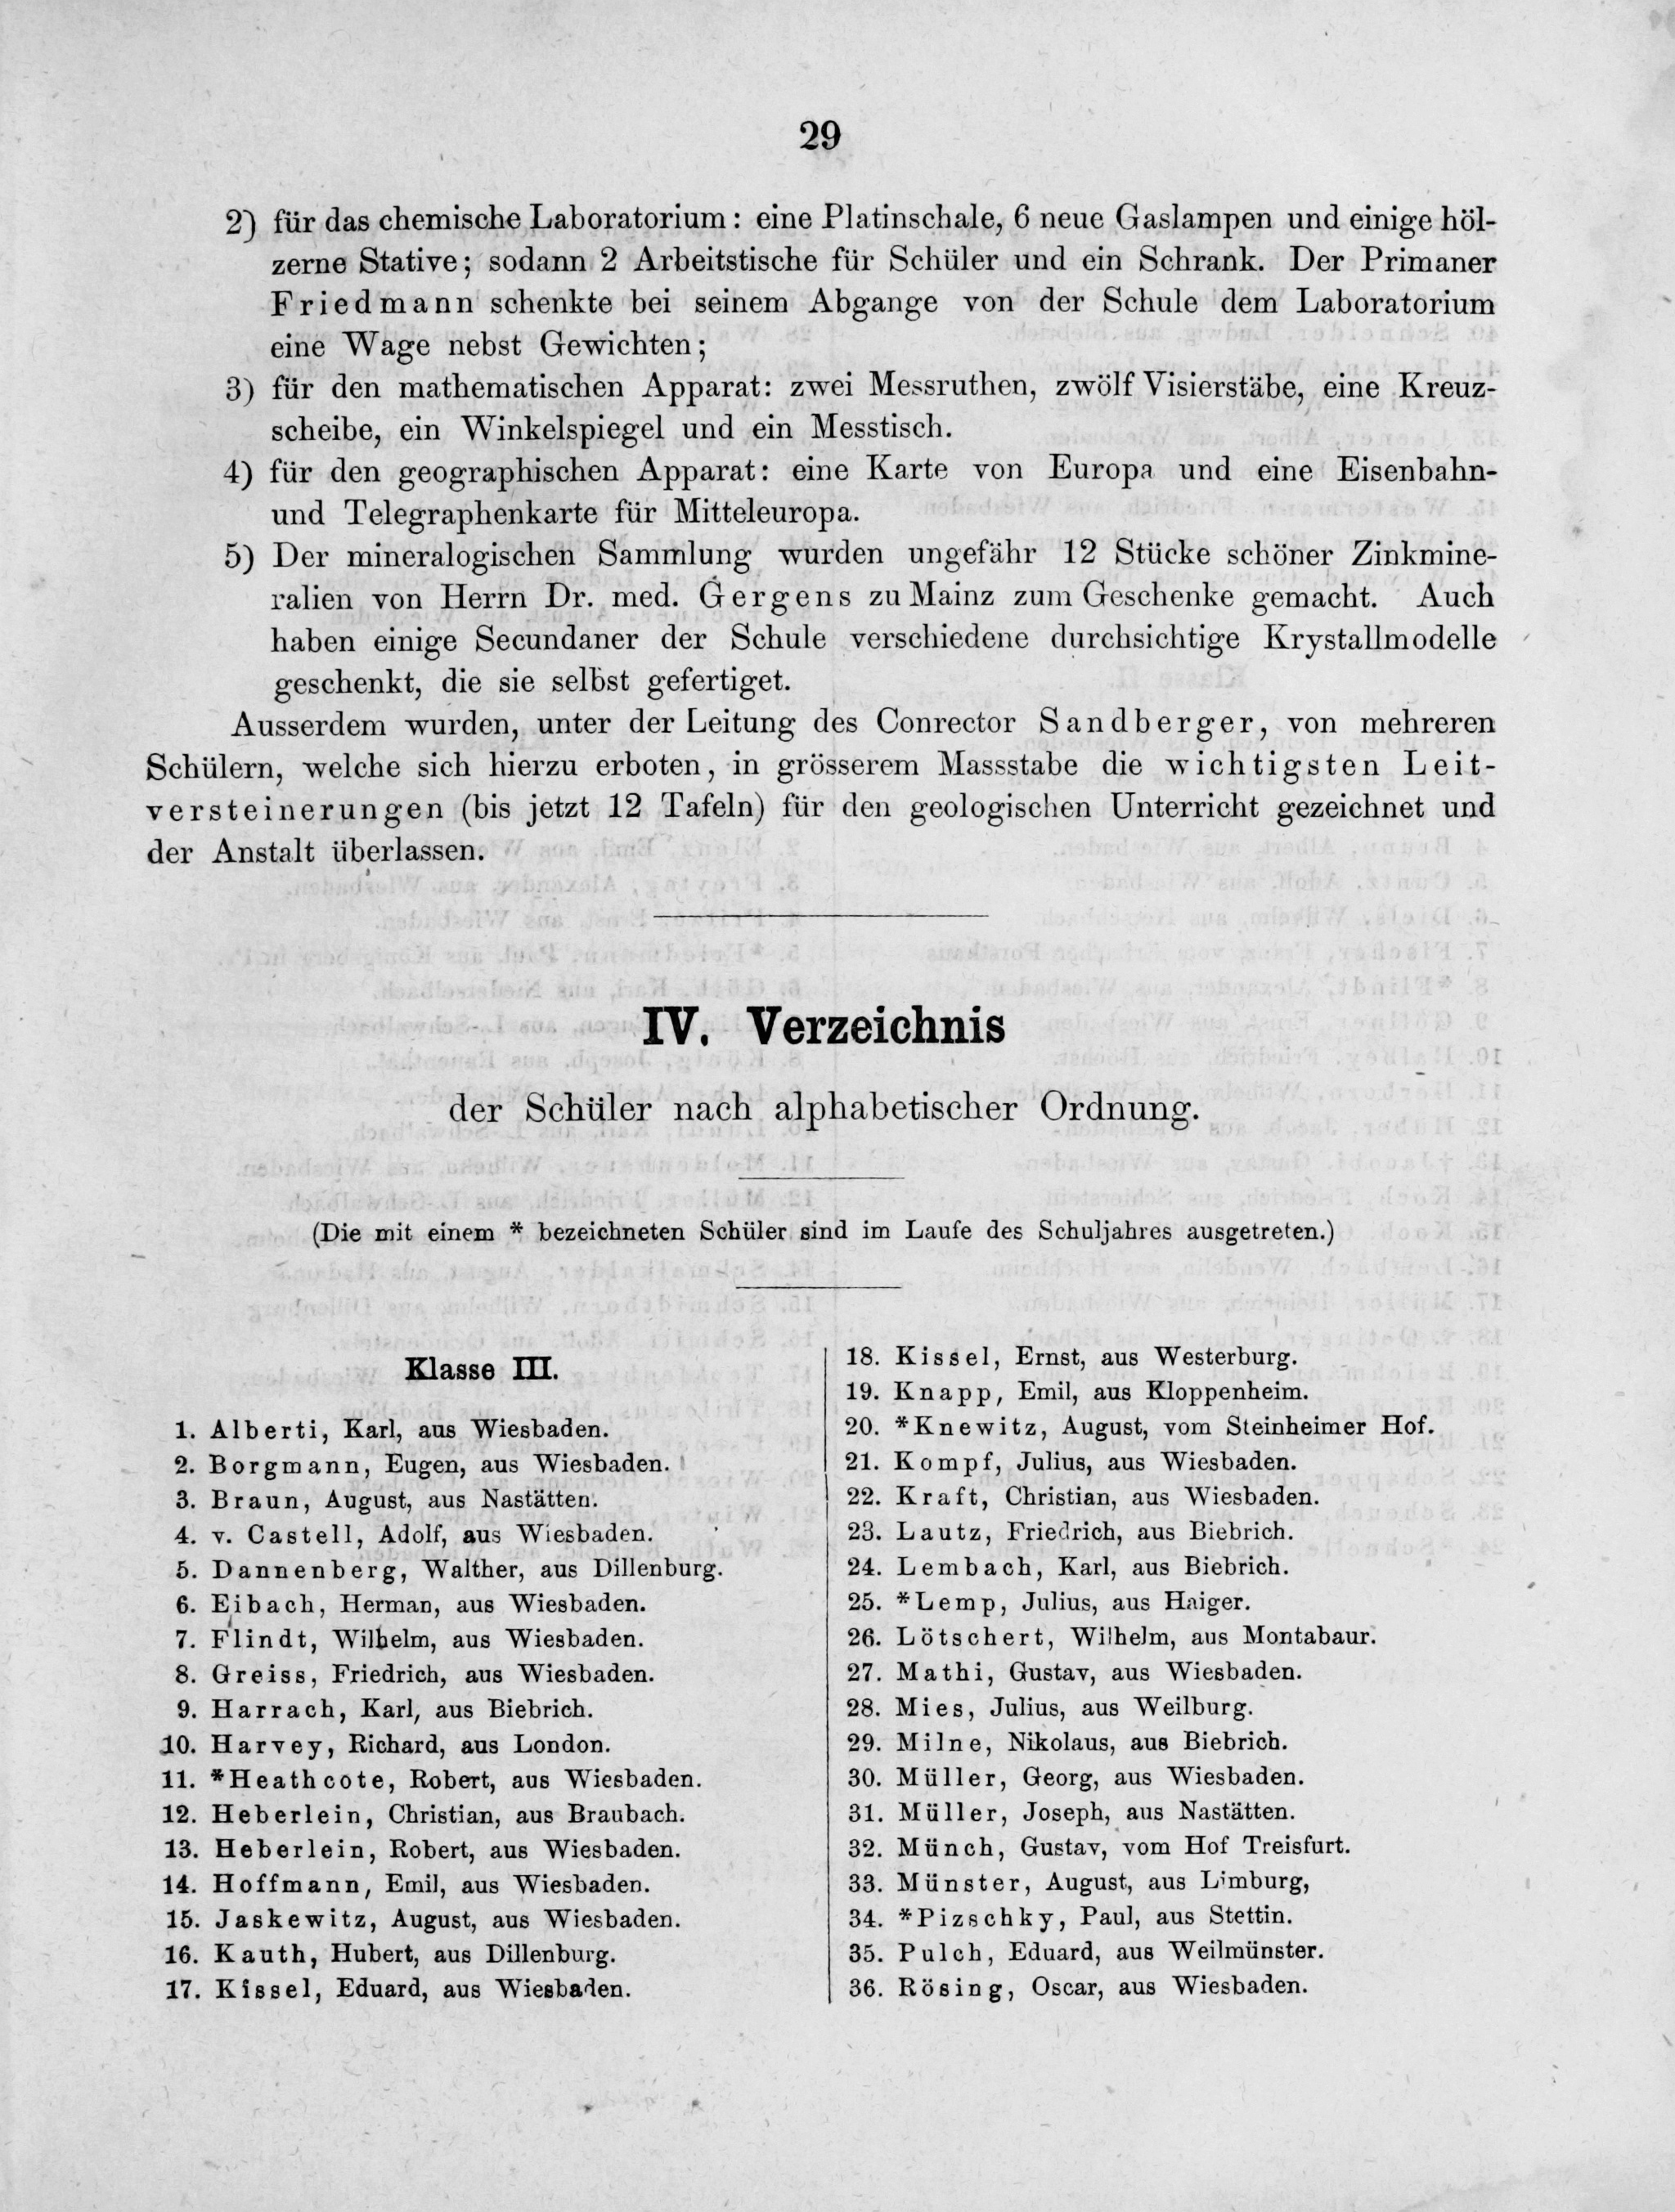 29
2) für das chemische Laboratorium: eine Platinschale, 6 neue Gaslampen und einige höl-
zerne Stative; sodann 2 Arbeitstische für Schüler und ein Schrank. Der Primaner
Friedmann schenkte bei seinem Abgange von der Schule dem Laboratorium
eine Wage nebst Gewichten;
3) für den mathematischen Apparat: zwei Messruthen, zwölf Visierstäbe, eine Kreuz-
scheibe, ein Winkelspiegel und ein Messtisch.
4) für den geographischen Apparat: eine Karte von Europa und eine Eisenbahn-
und Telegraphenkarte für Mitteleuropa.
5) Der mineralogischen Sammlung wurden ungefähr 12 Stücke schöner Zinkmine-
ralien von Herrn Dr. med. Gergens zu Mainz zum Geschenke gemacht. Auch
haben einige Secundaner der Schule verschiedene durchsichtige Krystallmodelle
geschenkt, die sie selbst gefertiget.
Ausserdem wurden, unter der Leitung des Conrector Sandberger, von mehreren
Schülern, welche sich hierzu erboten, in grösserem Massstabe die wichtigsten Leit-
versteinerungen (bis jetzt 12 Tafeln) für den geologischen Unterricht gezeichnet und
der Anstalt überlassen.
IV. Verzeichnis
der Schüler nach alphabetischer Ordnung.
(Die mit einem * bezeichneten Schüler sind im Laufe des Schuljahres ausgetreten.)
Klasse III.
1. Alberti, Karl, aus Wiesbaden.
2. Borgmann, Eugen, aus Wiesbaden.
3. Braun, August, aus Nastätten.
4. v. Castell, Adolf, aus Wiesbaden.
5. Dannenberg, Walther, aus Dillenburg.
6. Eibach, Herman, aus Wiesbaden.
7. Flindt, Wilhelm, aus Wiesbaden.
8. Greiss, Friedrich, aus Wiesbaden.
9. Harrach, Karl, aus Biebrich.
10. Harvey, Richard, aus London.
11. *Heathcote, Robert, aus Wiesbaden.
12. Heberlein, Christian, aus Braubach.
13. Heberlein, Robert, aus Wiesbaden.
14. Hoffmann, Emil, aus Wiesbaden.
15. Jaskewitz, August, aus Wiesbaden.
16. Kauth, Hubert, aus Dillenburg.
17. Kissel, Eduard, aus Wiesbaden.
18. Kissel, Ernst, aus Westerburg.
19. Knapp, Emil, aus Kloppenheim.
20. *Knewitz, August, vom Steinheimer Hof.
21. Kompf, Julius, aus Wiesbaden.
22. Kraft, Christian, aus Wiesbaden.
23. Lautz, Friedrich, aus Biebrich.
24. Lembach, Karl, aus Biebrich.
25. *Lemp, Julius, aus Haiger.
26. Lötschert, Wilhelm, aus Montabaur.
27. Mathi, Gustav, aus Wiesbaden.
28. Mies, Julius, aus Weilburg.
29. Milne, Nikolaus, aus Biebrich.
30. Müller, Georg, aus Wiesbaden.
31. Müller, Joseph, aus Nastätten.
32. Münch, Gustav, vom Hof Treisfurt.
33. Münster, August, aus Limburg,
34. *Pizschky, Paul, aus Stettin.
35. Pulch, Eduard, aus Weilmünster.
36. Rösing, Oscar, aus Wiesbaden.